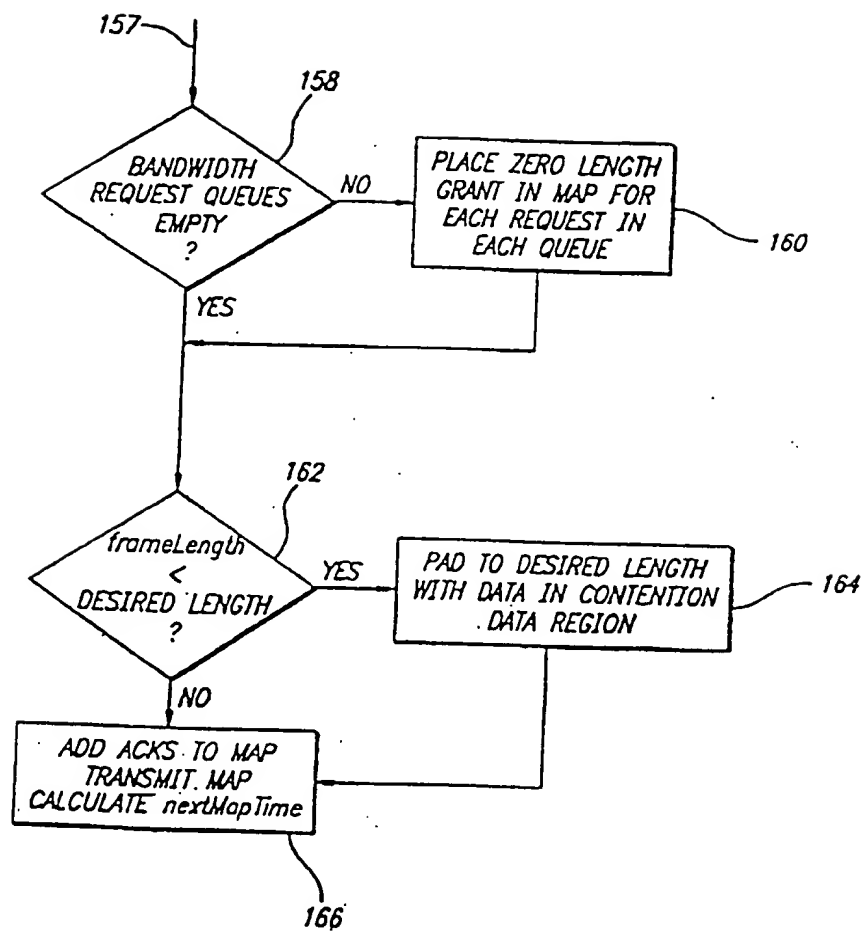 157
158
BANDWIDTH
REQUEST QUEUES
EMPTY
?
NO
PLACE ZERO LENGTH
GRANT IN MAP FOR
EACH REQUEST IN
EACH QUEUE
160
YES
162
frameLength
<
DESIRED LENGTH
?
YES
PAD TO DESIRED LENGTH
WITH DATA IN CONTENTION
DATA REGION
164
NO
ADD ACKS TO MAP
TRANSMIT MAP
CALCULATE nextMapTime
166